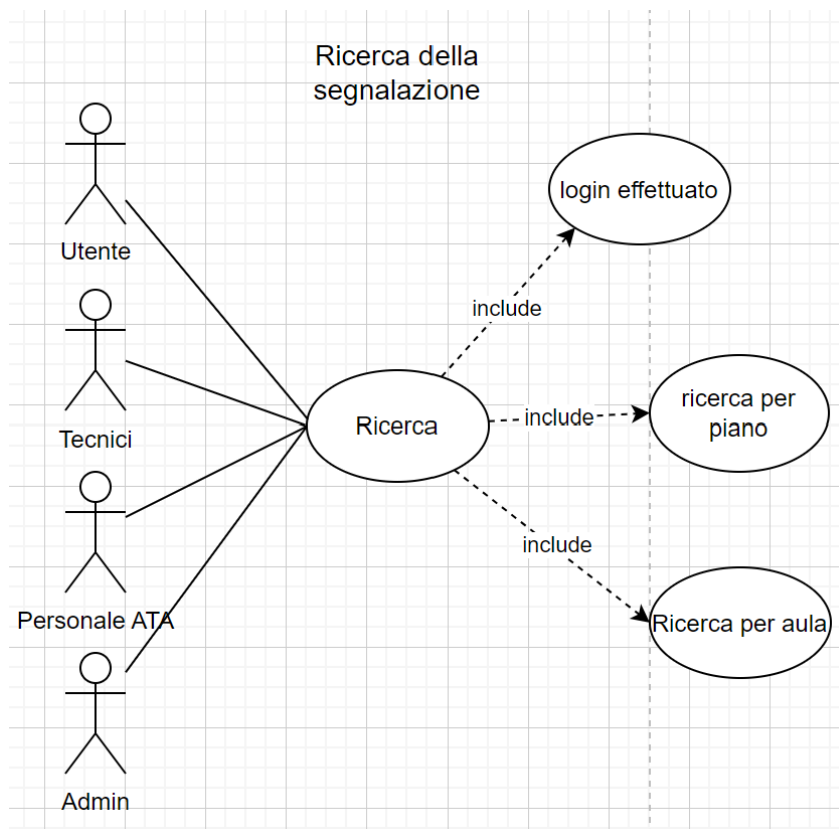 Ricerca della
segnalazione
login effettuato
Utente
include
Tecnici
Ricerca
include
ricerca per
piano
include
Personale ATA
Ricerca per aula
Admin